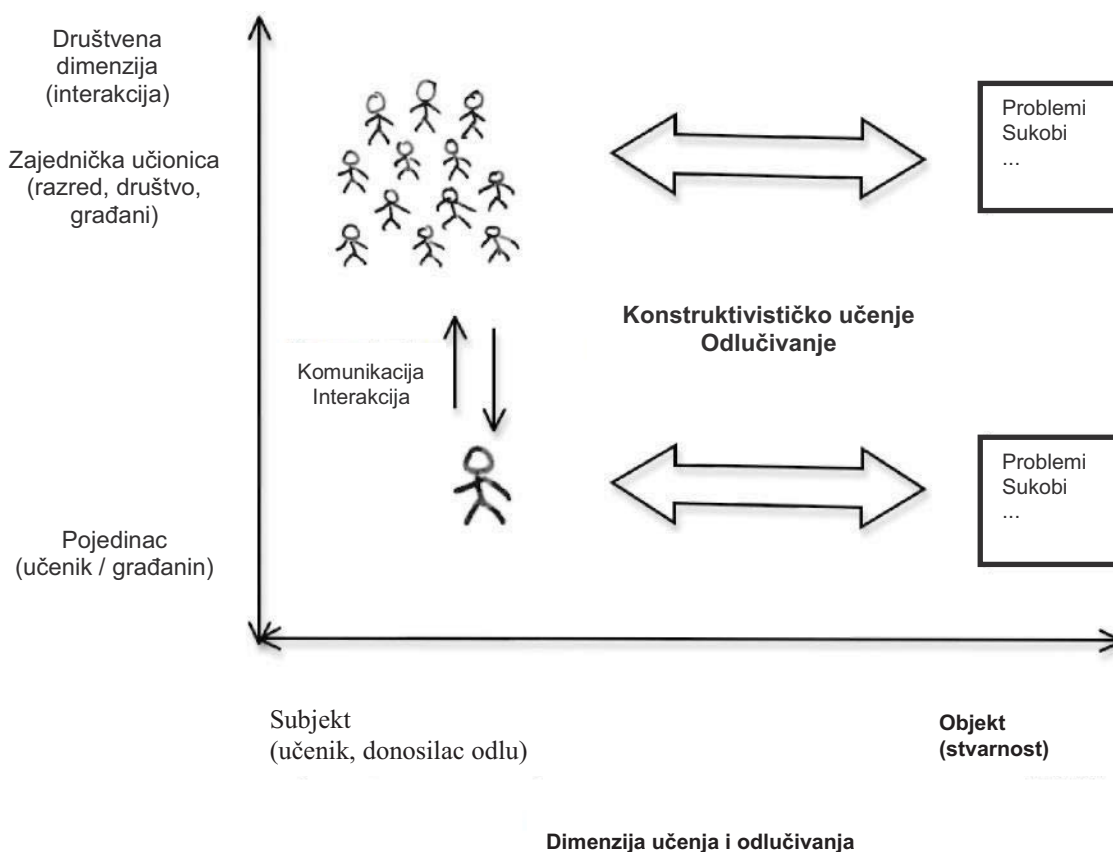 Društvena
dimenzija
(interakcija)
Zajednička učionica
(razred, društvo,
građani)
Problemi
Sukobi
...
Konstruktivističko učenje
Odlučivanje
Komunikacija
Interakcija
Problemi
Sukobi
...
Pojedinac
(učenik / građanin)
Subjekt
(učenik, donosilac odlu)
Objekt
(stvarnost)
Dimenzija učenja i odlučivanja